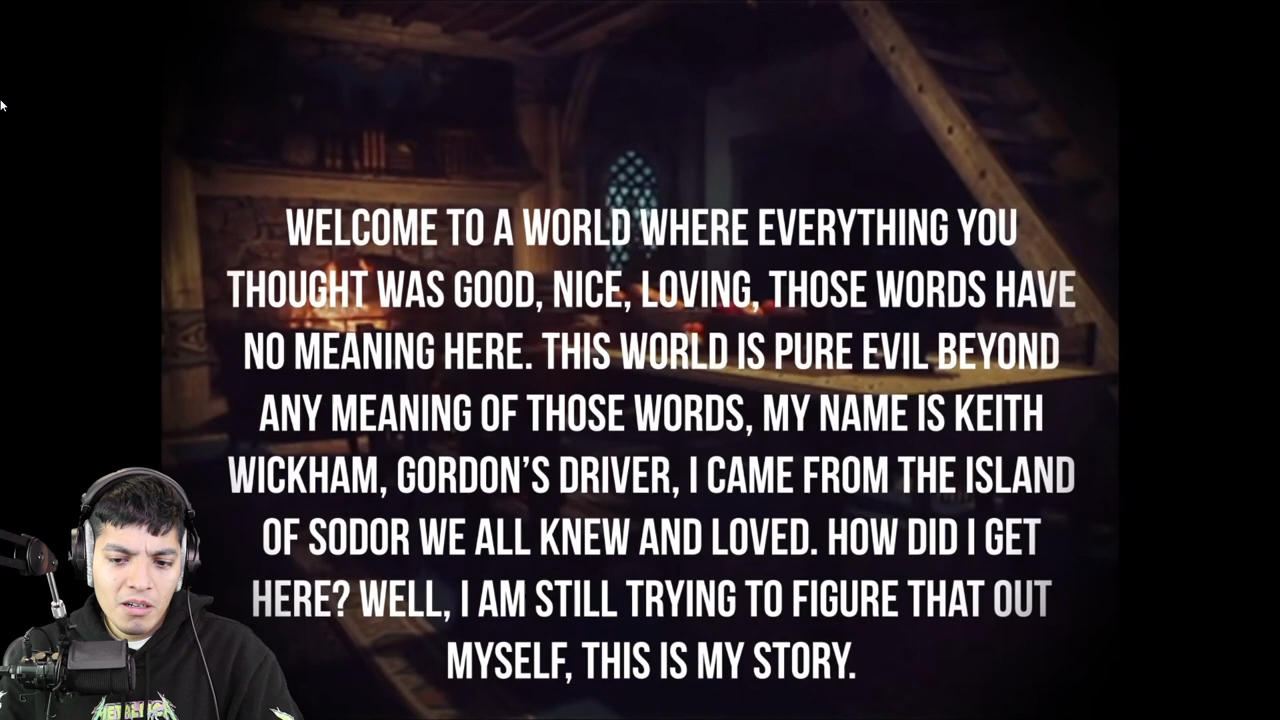 WELCOME TO A WORLD WHERE EVERYTHING YOU
THOUGHT WAS GOOD, NICE, LOVING, THOSE WORDS HAVE
NO MEANING HERE. THIS WORLD IS PURE EVIL BEYOND
ANY MEANING OF THOSE WORDS, MY NAME IS KEITH
WICKHAM, GORDON'S DRIVER, I CAME FROM THE ISLAND
OF SODOR WE ALL KNEW AND LOVED. HOW DID I GET
HERE? WELL, I AM STILL TRYING TO FIGURE THAT OUT
MYSELF, THIS IS MY STORY.
METALLICA